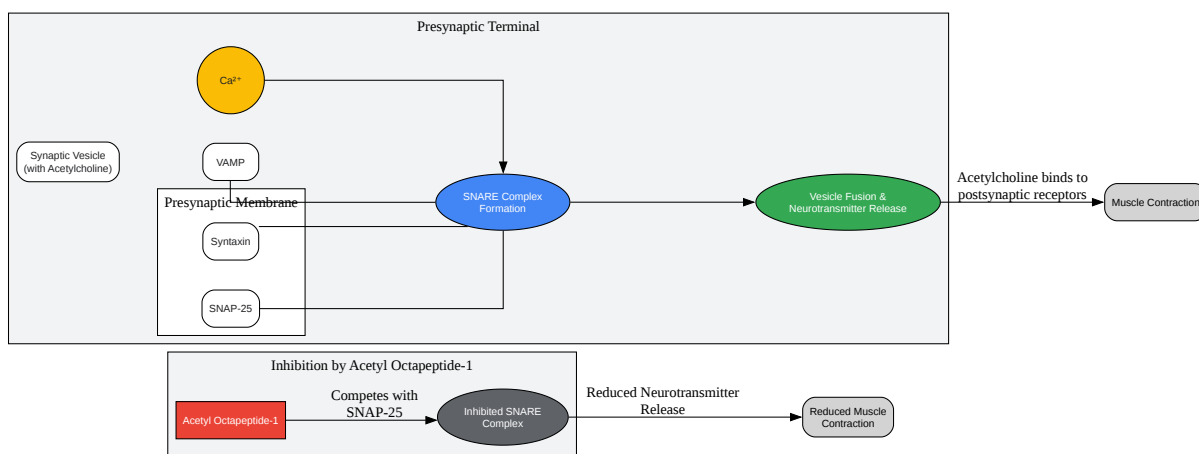 Presynaptic Terminal
Ca²⁺
Synaptic Vesicle
(with Acetylcholine)
VAMP
Presynaptic Membrane
Syntaxin
SNAP-25
SNARE Complex
Formation
Vesicle Fusion &
Neurotransmitter Release
Acetylcholine binds to
postsynaptic receptors
Muscle Contraction
Inhibition by Acetyl Octapeptide-1
Acetyl Octapeptide-1
Competes with
SNAP-25
Inhibited SNARE
Complex
Reduced Neurotransmitter
Release
Reduced Muscle
Contraction